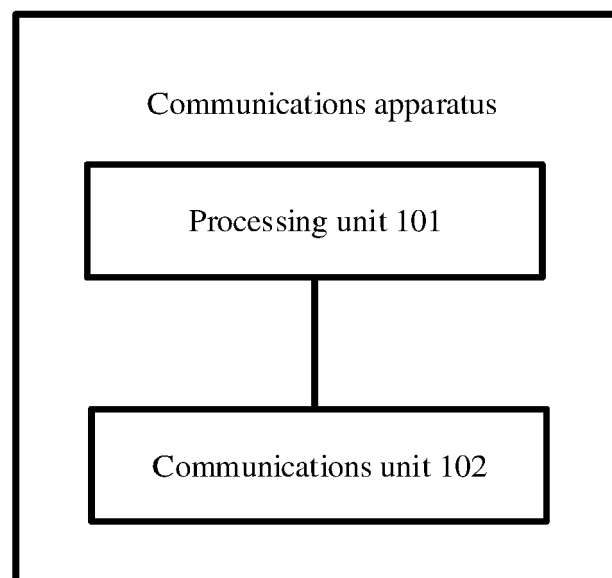 Communications apparatus
Processing unit 101
Communications unit 102